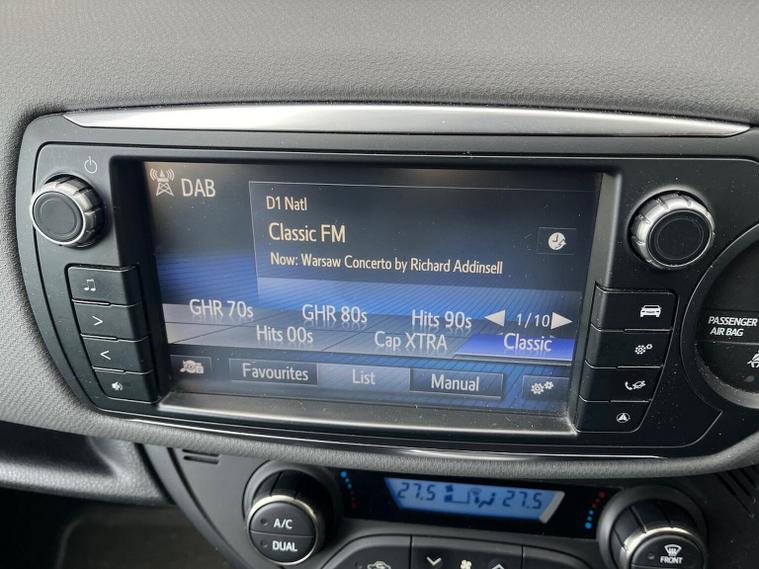 DAB
D1 Natl
Classic FM
Now: Warsaw Concerto by Richard Addinsell
GHR 70s GHR 80s Hits 90s 1/10
Hits 00s Cap XTRA Classic
Favourites List Manual
PASSENGER
AIR BAG
27.5 27.5
A/C
DUAL
FRONT